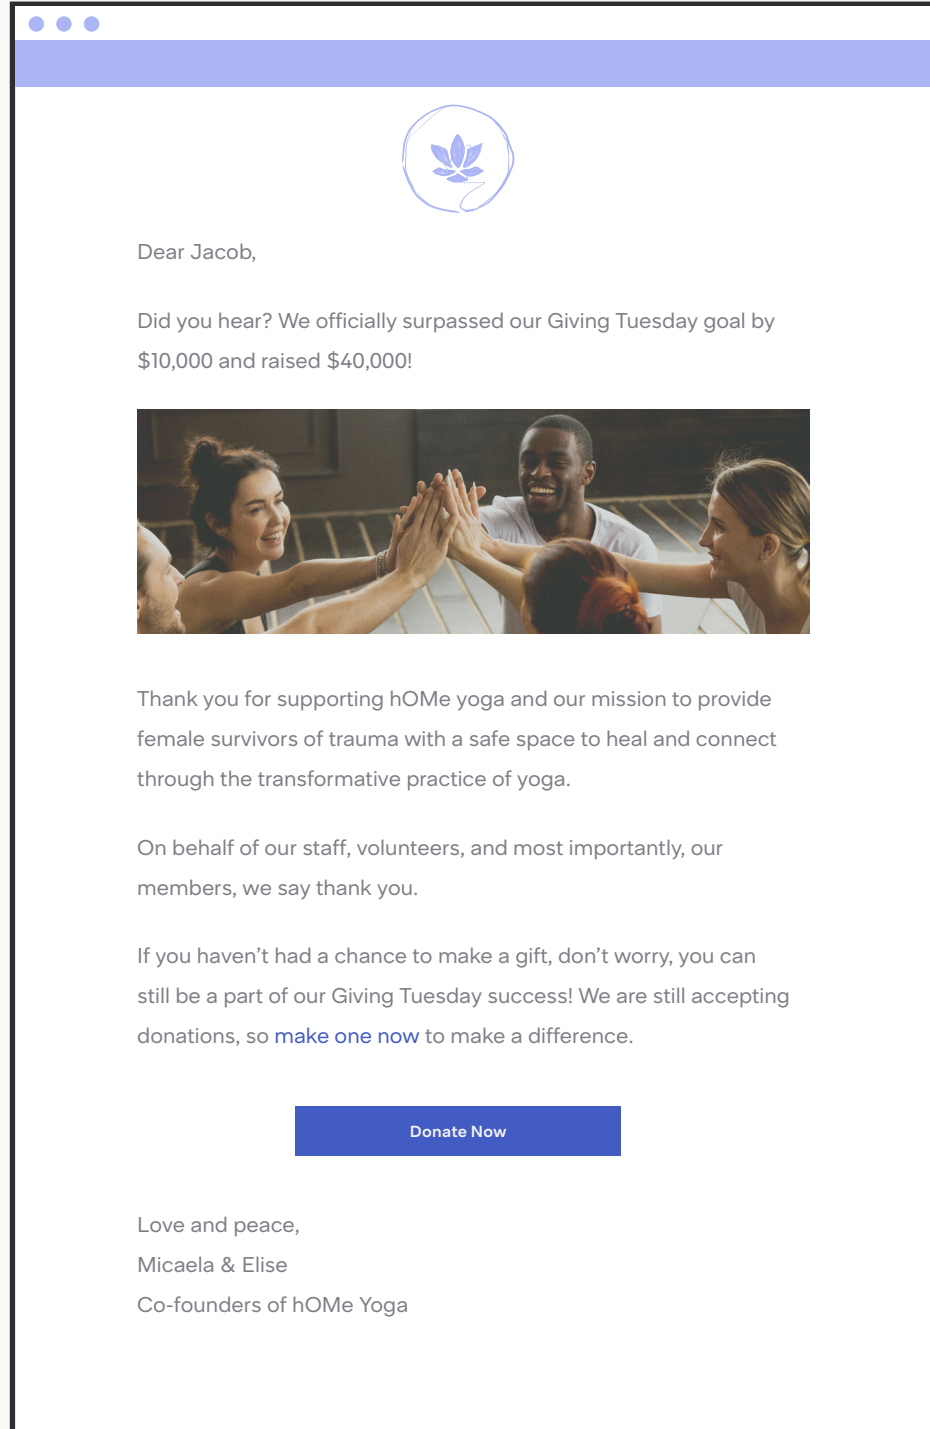 Dear Jacob,
Did you hear? We officially surpassed our Giving Tuesday goal by
$10,000 and raised $40,000!
Thank you for supporting hOMe yoga and our mission to provide
female survivors of trauma with a safe space to heal and connect
through the transformative practice of yoga.
On behalf of our staff, volunteers, and most importantly, our
members, we say thank you.
If you haven’t had a chance to make a gift, don’t worry, you can
still be a part of our Giving Tuesday success! We are still accepting
donations, so make one now to make a difference.
Donate Now
Love and peace,
Micaela & Elise
Co-founders of hOMe Yoga